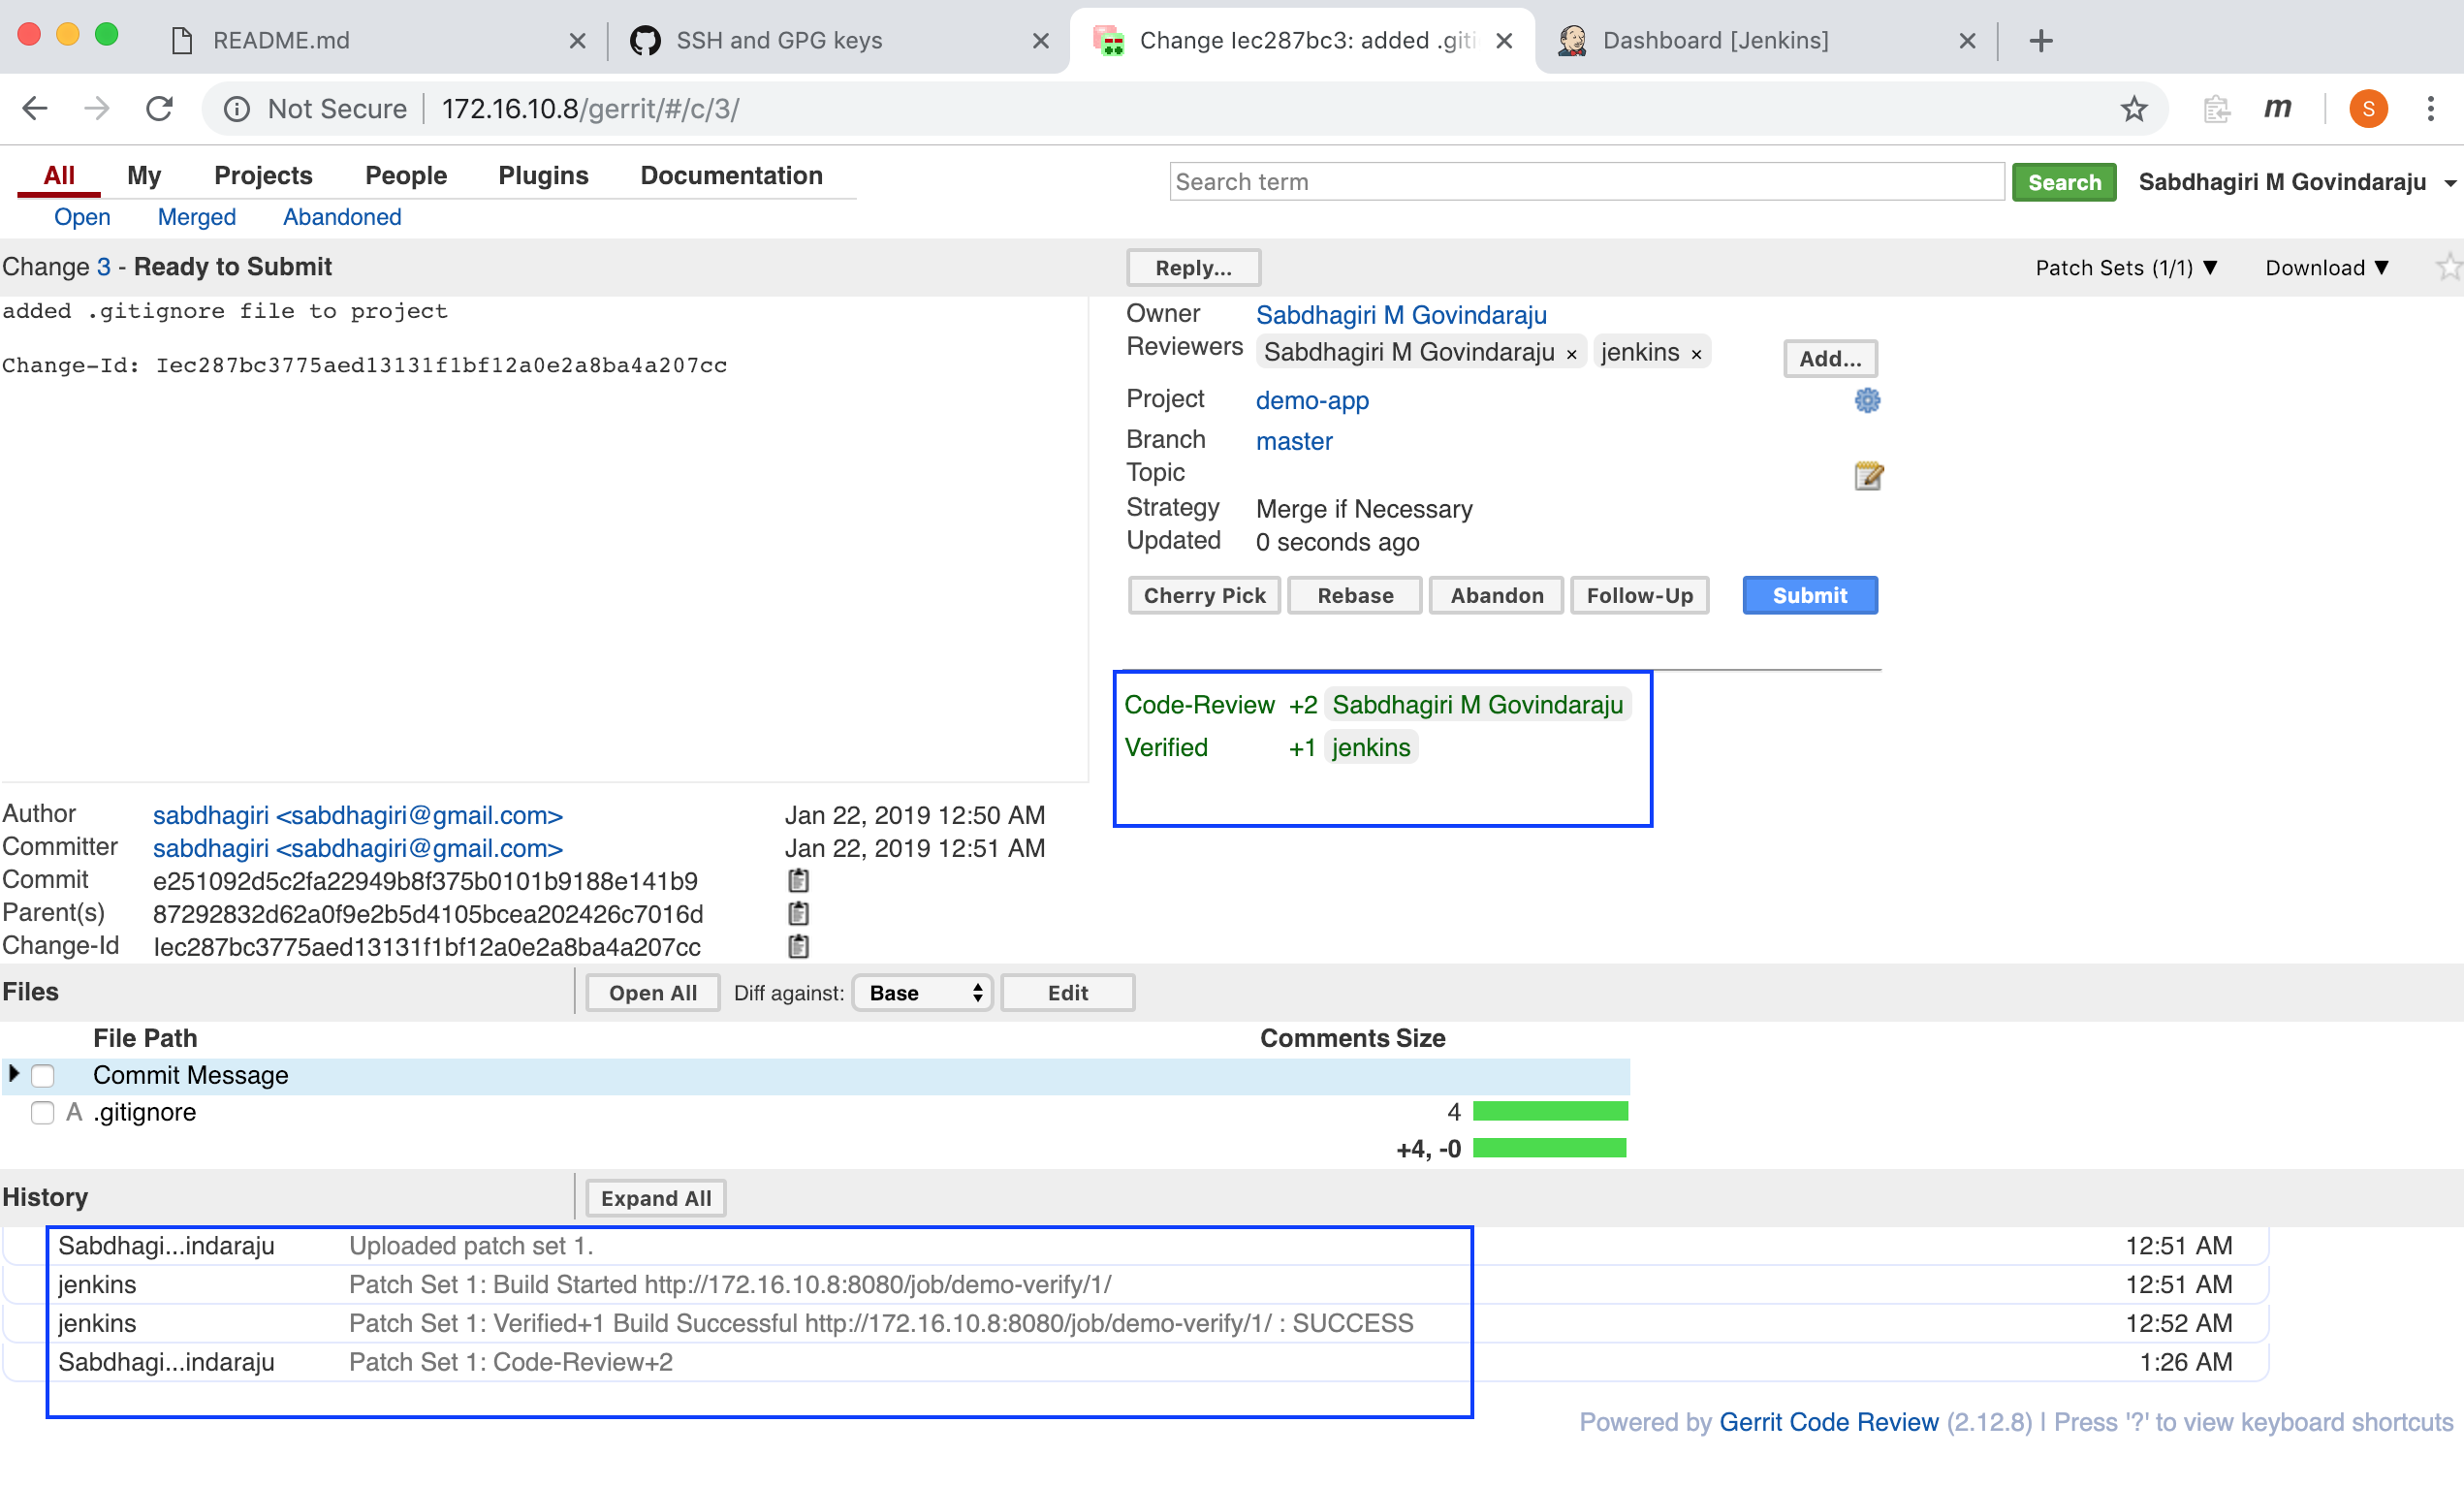 README.md
SSH and GPG keys
Change Iec287bc3: added .giti
Dashboard [Jenkins]
Not Secure | 172.16.10.8/gerrit/#/c/3/
m
S
All My Projects People Plugins Documentation
Search term
Search
Sabdhagiri M Govindaraju
Open Merged Abandoned
Change 3 - Ready to Submit
Reply...
Patch Sets (1/1) ▼ Download ▼
added .gitignore file to project
Change-Id: Iec287bc3775aed13131f1bf12a0e2a8ba4a207cc
Owner Sabdhagiri M Govindaraju
Reviewers Sabdhagiri M Govindaraju × jenkins × Add...
Project demo-app
Branch master
Topic
Strategy Merge if Necessary
Updated 0 seconds ago
Cherry Pick Rebase Abandon Follow-Up Submit
Code-Review +2 Sabdhagiri M Govindaraju
Verified +1 jenkins
Author sabdhagiri <sabdhagiri@gmail.com> Jan 22, 2019 12:50 AM
Committer sabdhagiri <sabdhagiri@gmail.com> Jan 22, 2019 12:51 AM
Commit e251092d5c2fa22949b8f375b0101b9188e141b9
Parent(s) 87292832d62a0f9e2b5d4105bcea202426c7016d
Change-Id Iec287bc3775aed13131f1bf12a0e2a8ba4a207cc
Files Open All Diff against: Base Edit
File Path Comments Size
Commit Message
A .gitignore 4
+4, -0
History Expand All
Sabdhagi...indaraju Uploaded patch set 1. 12:51 AM
jenkins Patch Set 1: Build Started http://172.16.10.8:8080/job/demo-verify/1/ 12:51 AM
jenkins Patch Set 1: Verified+1 Build Successful http://172.16.10.8:8080/job/demo-verify/1/ : SUCCESS 12:52 AM
Sabdhagi...indaraju Patch Set 1: Code-Review+2 1:26 AM
Powered by Gerrit Code Review (2.12.8) | Press '?' to view keyboard shortcuts